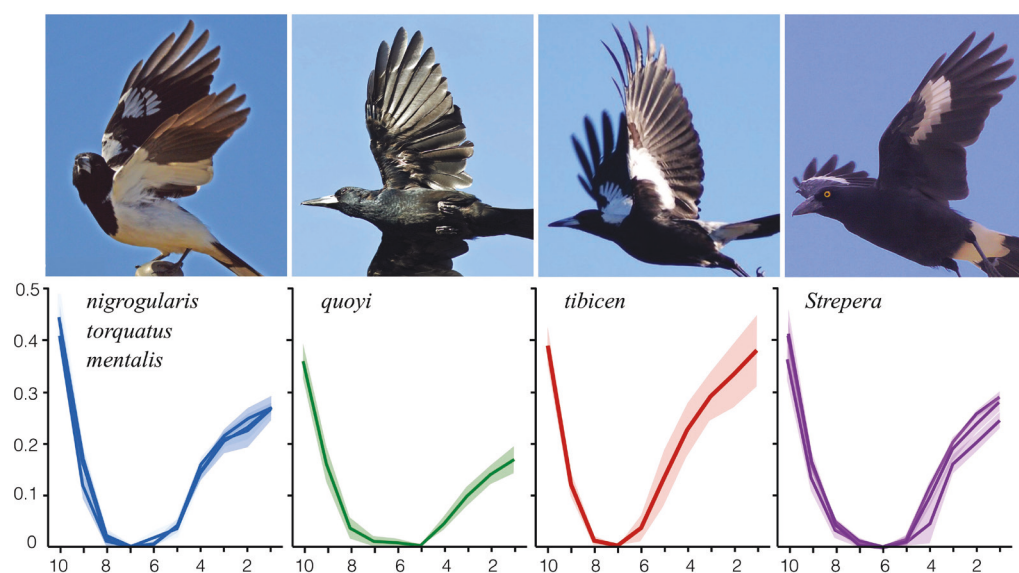 0.5
0.4
0.3
0.2
0.1
0
nigrogularis
torquatus
mentalis
quoyi
tibicen
Strepera
10 8 6 4 2 10 8 6 4 2 10 8 6 4 2 10 8 6 4 2